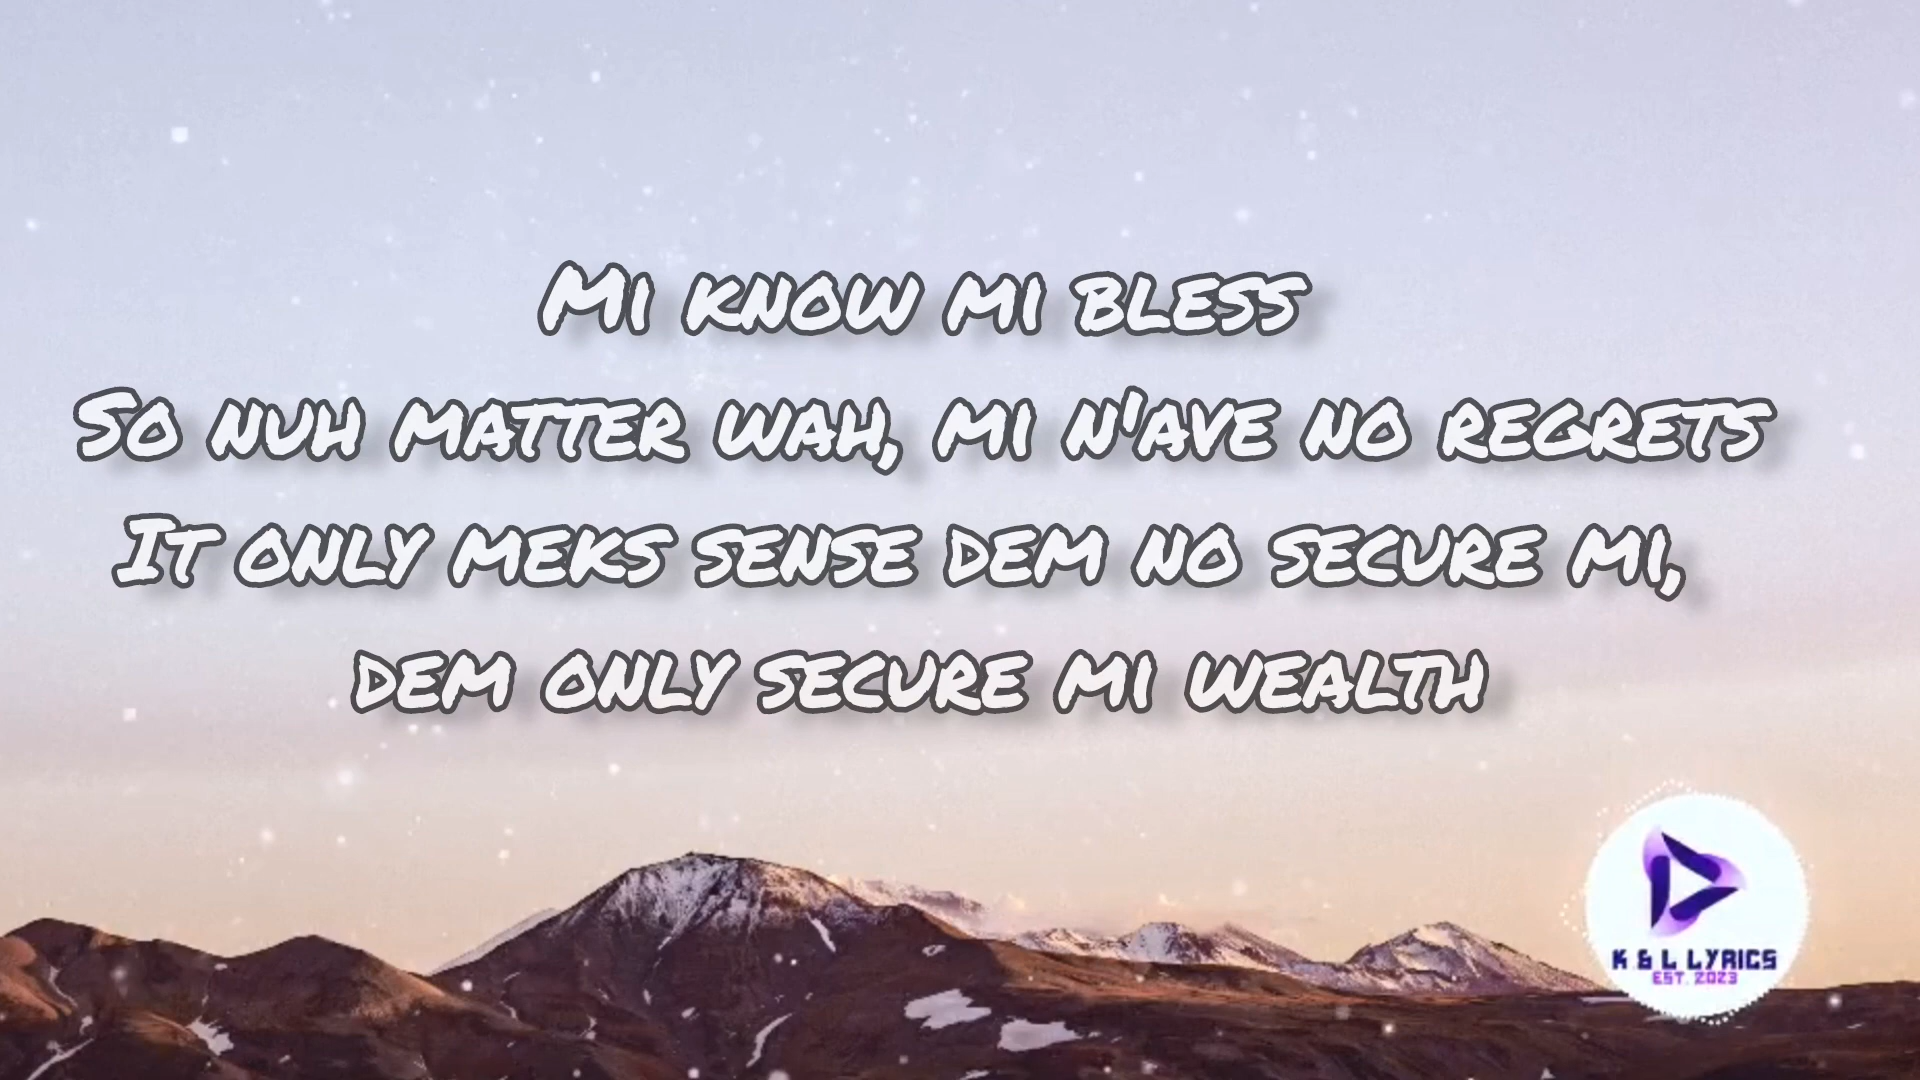 Mi know mi bless
So nuh matter wah, mi n'ave no regrets
It only meks sense dem no secure mi,
dem only secure mi wealth
K & L LYRICS
EST. 2023